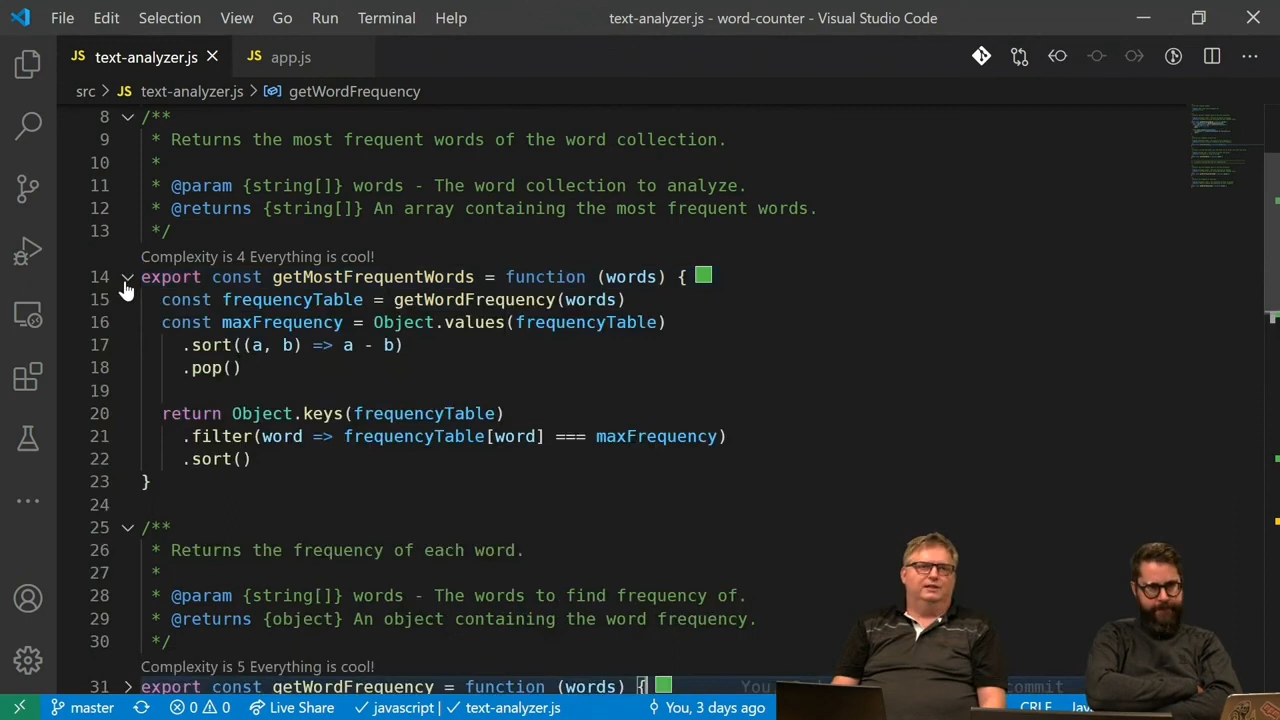 File Edit Selection View Go Run Terminal Help text-analyzer.js - word-counter - Visual Studio Code
JS text-analyzer.js JS app.js
src > JS text-analyzer.js > getWordFrequency
8 /**
9 * Returns the most frequent words of the word collection.
10 *
11 * @param {string[]} words - The word collection to analyze.
12 * @returns {string[]} An array containing the most frequent words.
13 */
Complexity is 4 Everything is cool!
14 export const getMostFrequentWords = function (words) {
15 const frequencyTable = getWordFrequency(words)
16 const maxFrequency = Object.values(frequencyTable)
17 .sort((a, b) => a - b)
18 .pop()
19
20 return Object.keys(frequencyTable)
21 .filter(word => frequencyTable[word] === maxFrequency)
22 .sort()
23 }
24
25 /**
26 * Returns the frequency of each word.
27 *
28 * @param {string[]} words - The words to find frequency of.
29 * @returns {object} An object containing the word frequency.
30 */
Complexity is 5 Everything is cool!
31 export const getWordFrequency = function (words) { You
master 0 0 Live Share javascript | text-analyzer.js You, 3 days ago CRLF